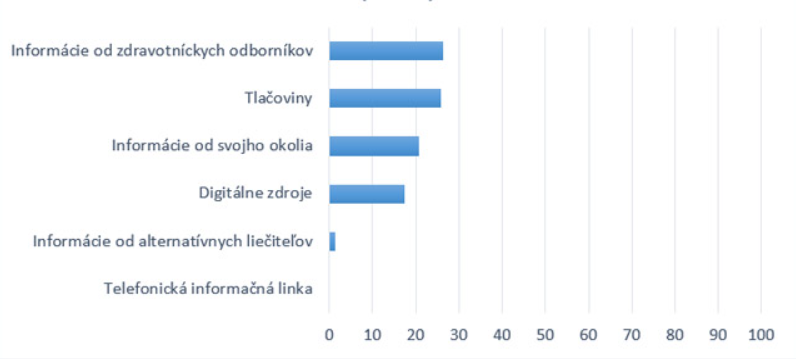 Informácie od zdravotníckych odborníkov
Tlačoviny
Informácie od svojho okolia
Digitálne zdroje
Informácie od alternatívnych liečiteľov
Telefonická informačná linka
0 10 20 30 40 50 60 70 80 90 100